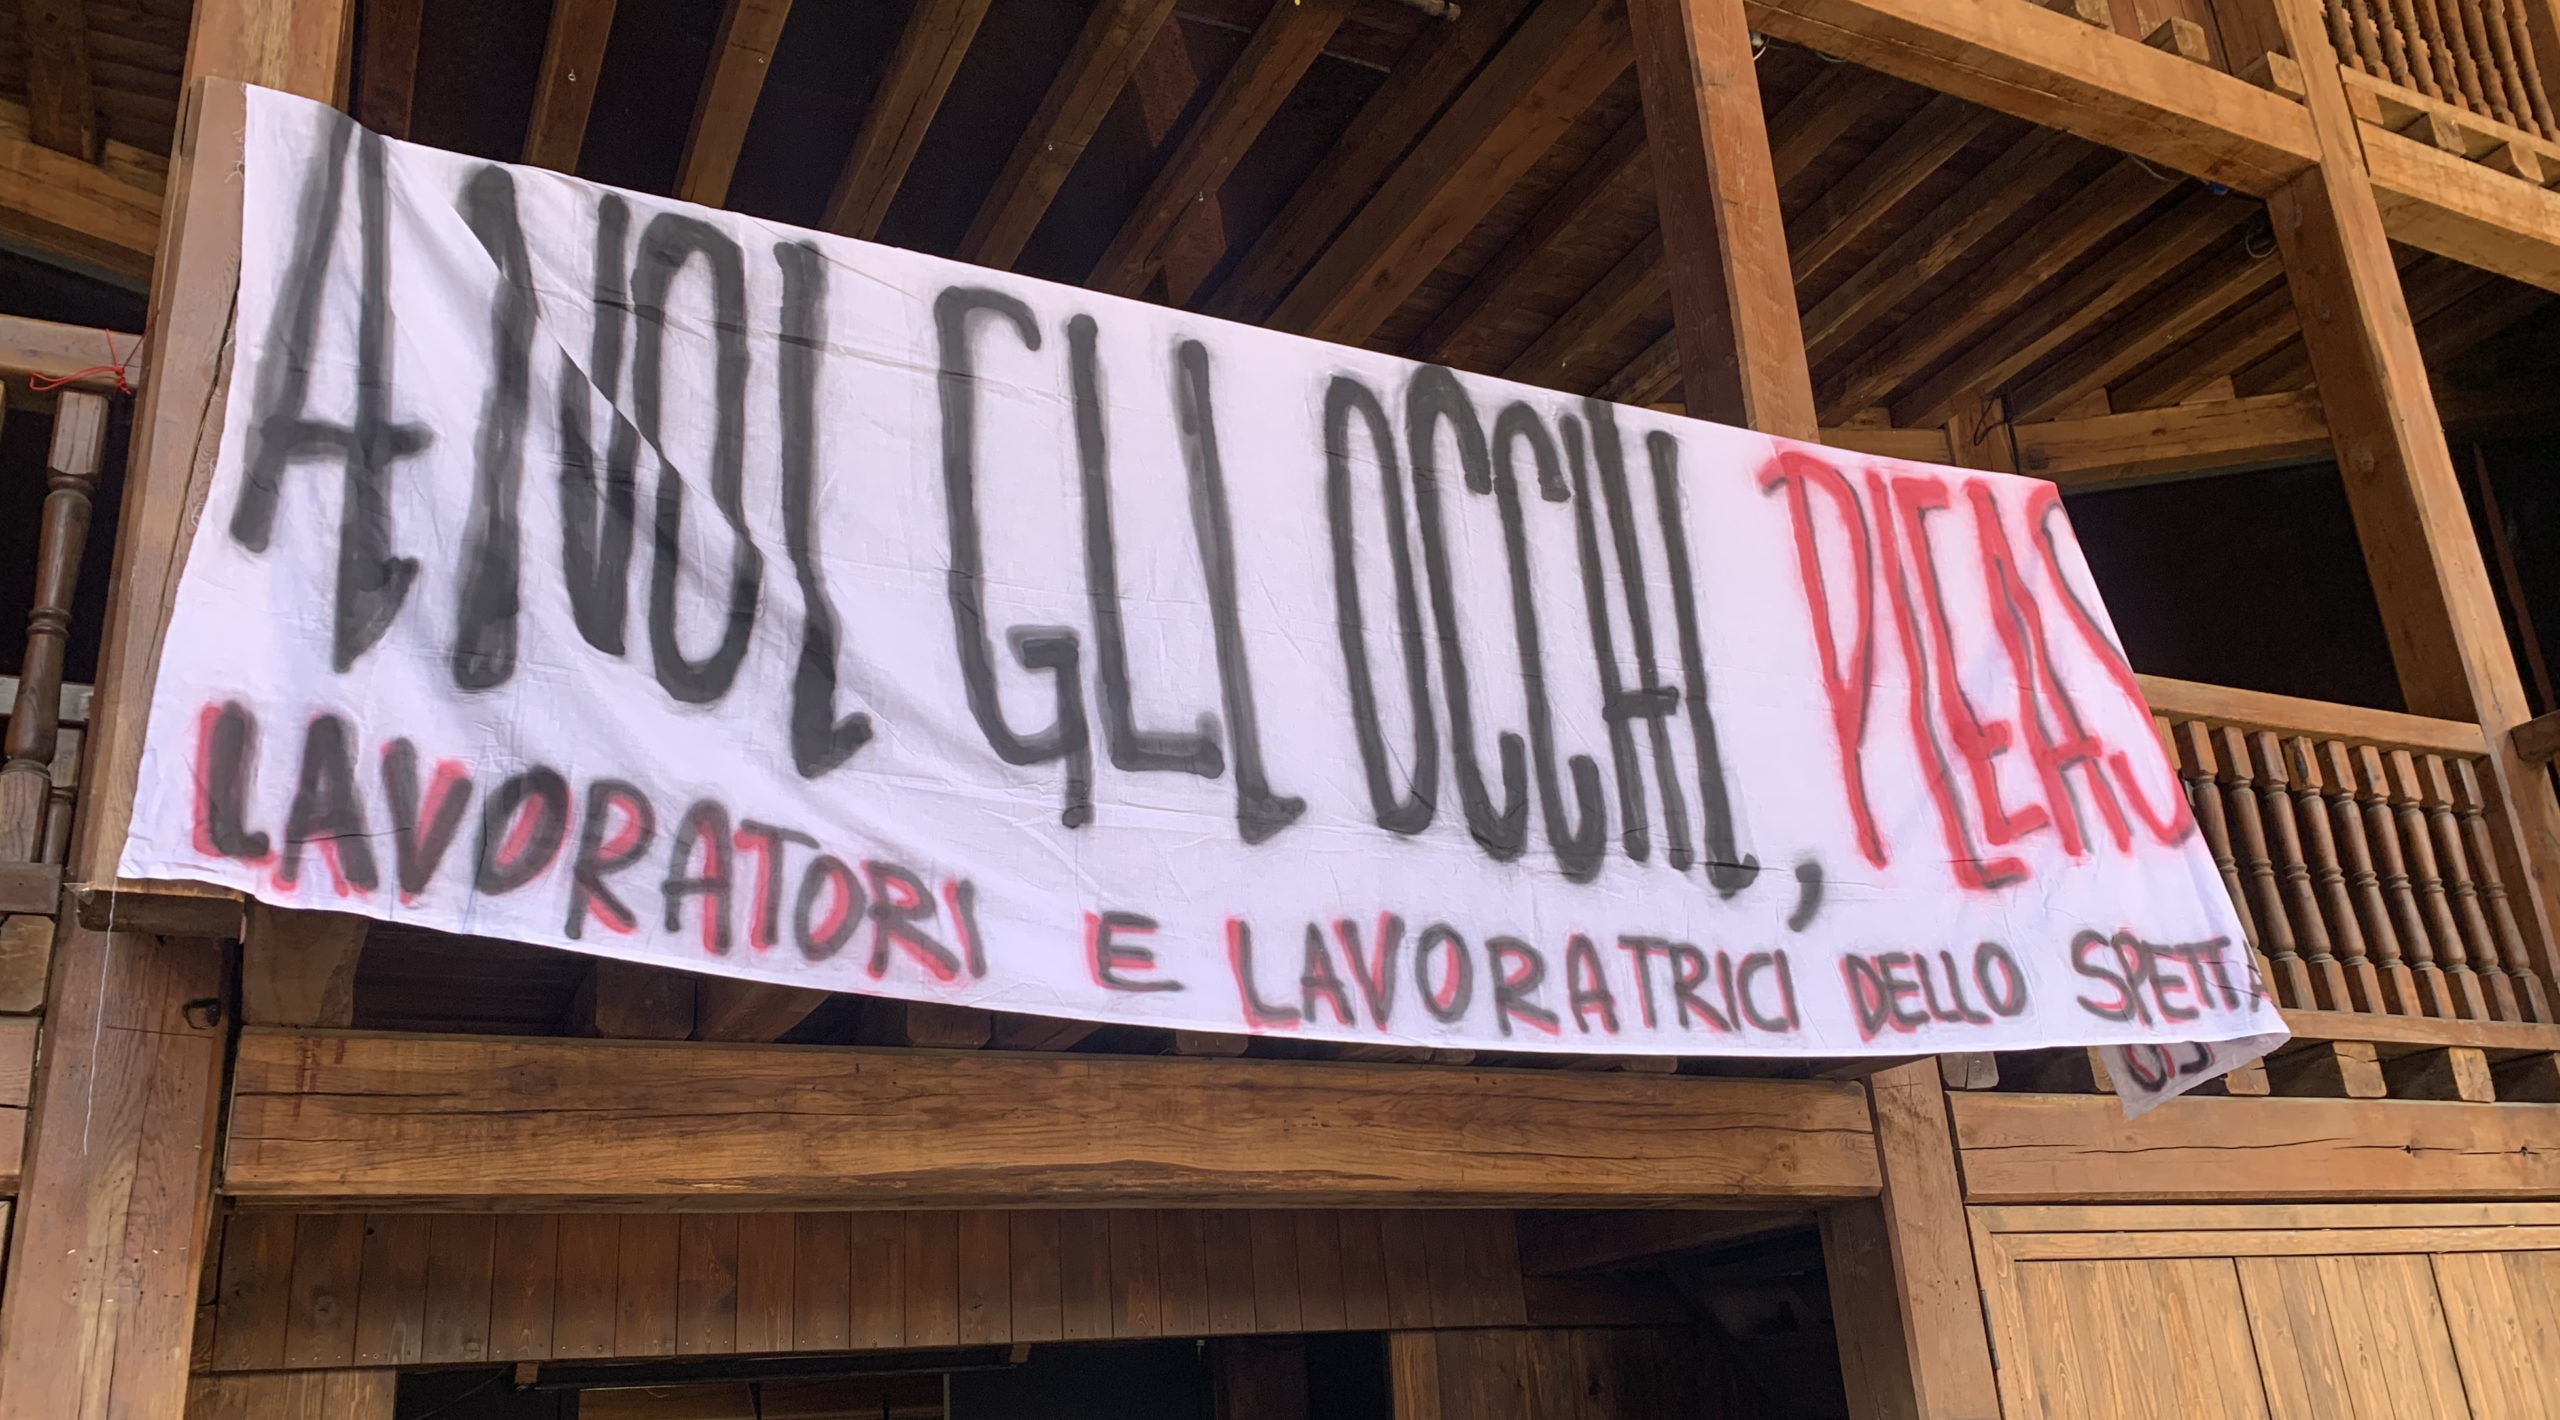 A NOI GLI OCCHI, PLEAS
LAVORATORI E LAVORATRICI DELLO SPETTA